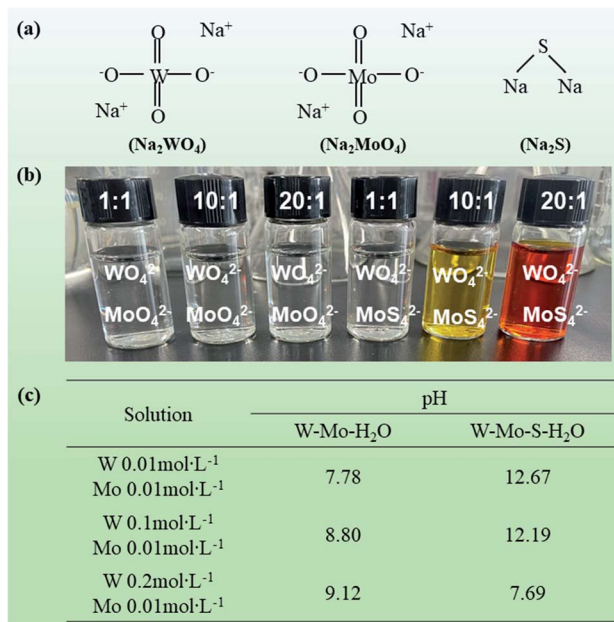 (a)
O Na⁺ O Na⁺ S
⁻O—W—O⁻ ⁻O—Mo—O⁻ Na Na
Na⁺ O Na⁺ O
(Na₂WO₄) (Na₂MoO₄) (Na₂S)
(b)
1:1 10:1 20:1 1:1 10:1 20:1
WO₄²⁻ WO₄²⁻ WO₄²⁻ WO₄²⁻ WO₄²⁻ WO₄²⁻
MoO₄²⁻ MoO₄²⁻ MoO₄²⁻ MoS₄²⁻ MoS₄²⁻ MoS₄²⁻
(c)
Solution pH
W-Mo-H₂O W-Mo-S-H₂O
W 0.01mol·L⁻¹
Mo 0.01mol·L⁻¹ 7.78 12.67
W 0.1mol·L⁻¹
Mo 0.01mol·L⁻¹ 8.80 12.19
W 0.2mol·L⁻¹
Mo 0.01mol·L⁻¹ 9.12 7.69